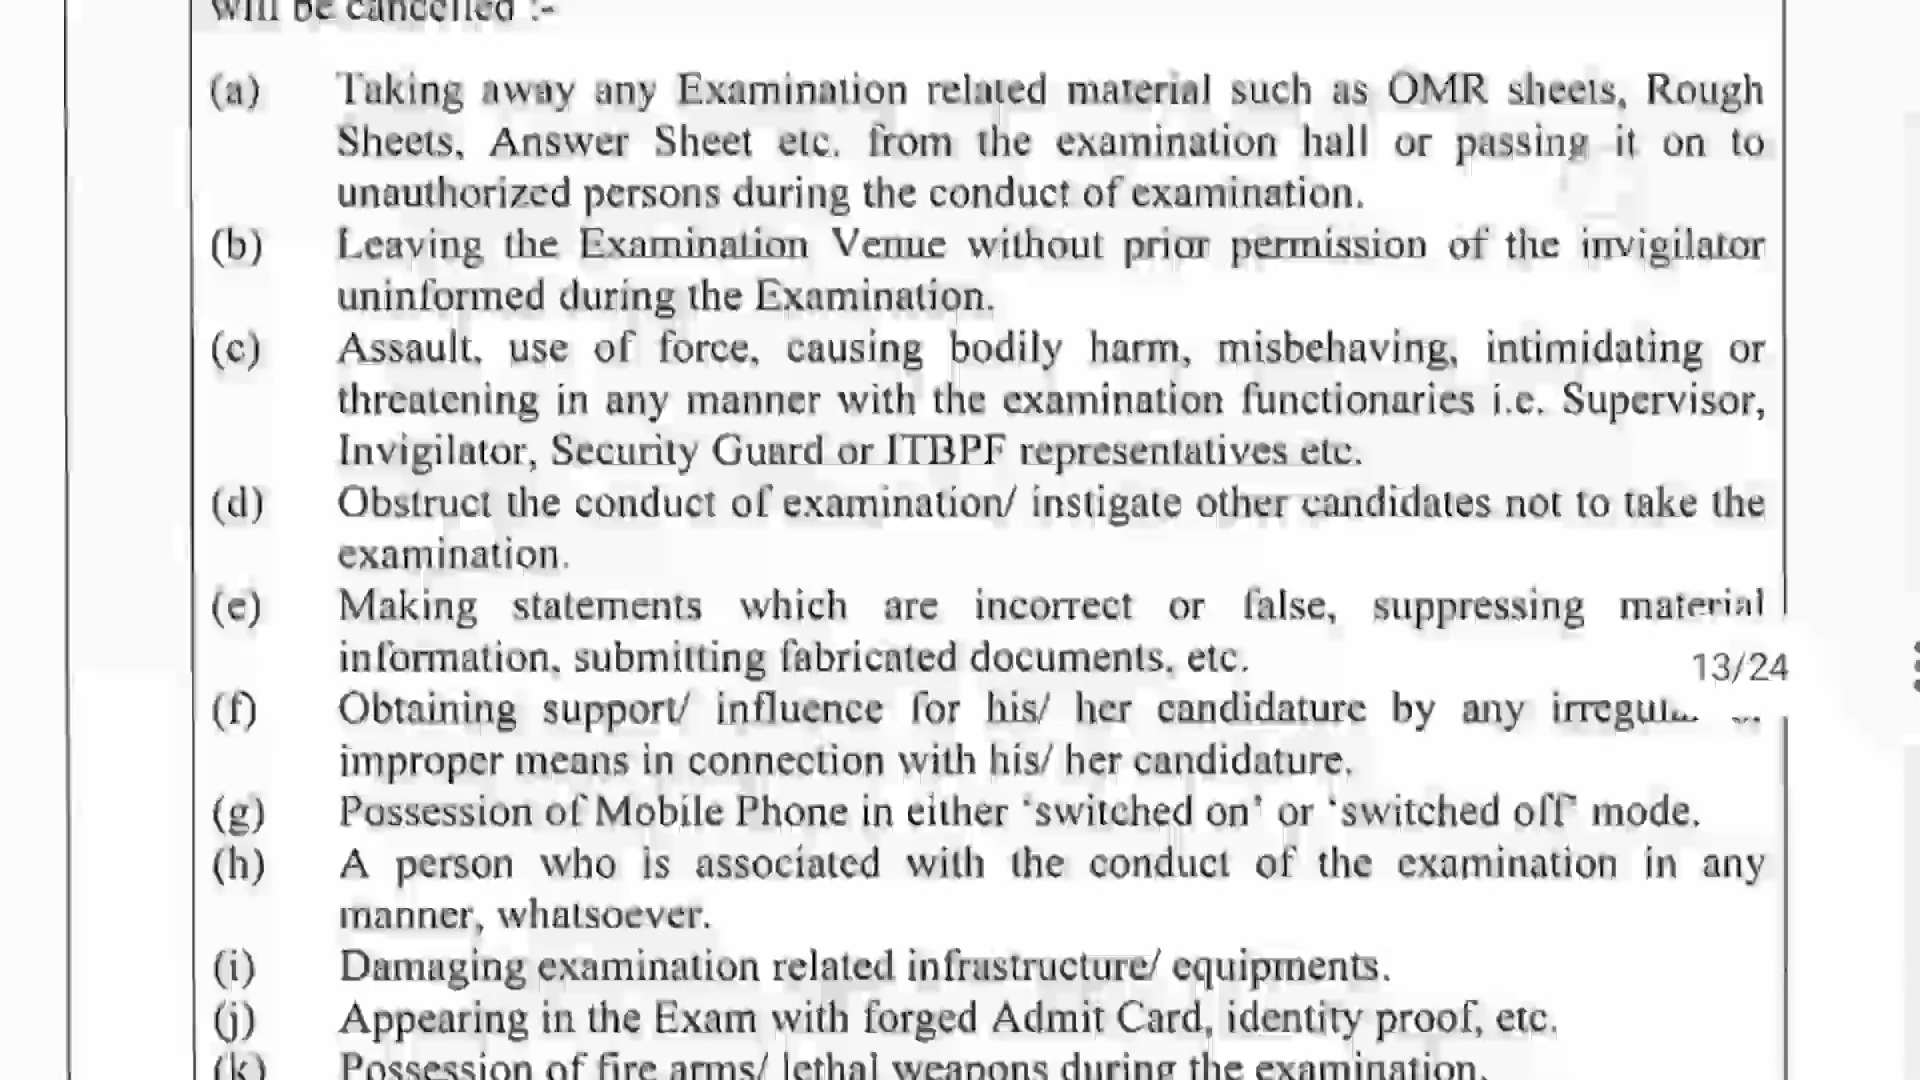 will be cancelled :-
(a) Taking away any Examination related material such as OMR sheets, Rough
Sheets, Answer Sheet etc. from the examination hall or passing it on to
unauthorized persons during the conduct of examination.
(b) Leaving the Examination Venue without prior permission of the invigilator
uninformed during the Examination.
(c) Assault, use of force, causing bodily harm, misbehaving, intimidating or
threatening in any manner with the examination functionaries i.e. Supervisor,
Invigilator, Security Guard or ITBPF representatives etc.
(d) Obstruct the conduct of examination/ instigate other candidates not to take the
examination.
(e) Making statements which are incorrect or false, suppressing material
information, submitting fabricated documents, etc.
13/24
(f) Obtaining support/ influence for his/ her candidature by any
improper means in connection with his/ her candidature.
(g) Possession of Mobile Phone in either 'switched on' or 'switched off' mode.
(h) A person who is associated with the conduct of the examination in any
manner, whatsoever.
(i) Damaging examination related infrastructure/ equipments.
(j) Appearing in the Exam with forged Admit Card, identity proof, etc.
(k) Possession of fire arms/ lethal weapons during the examination.